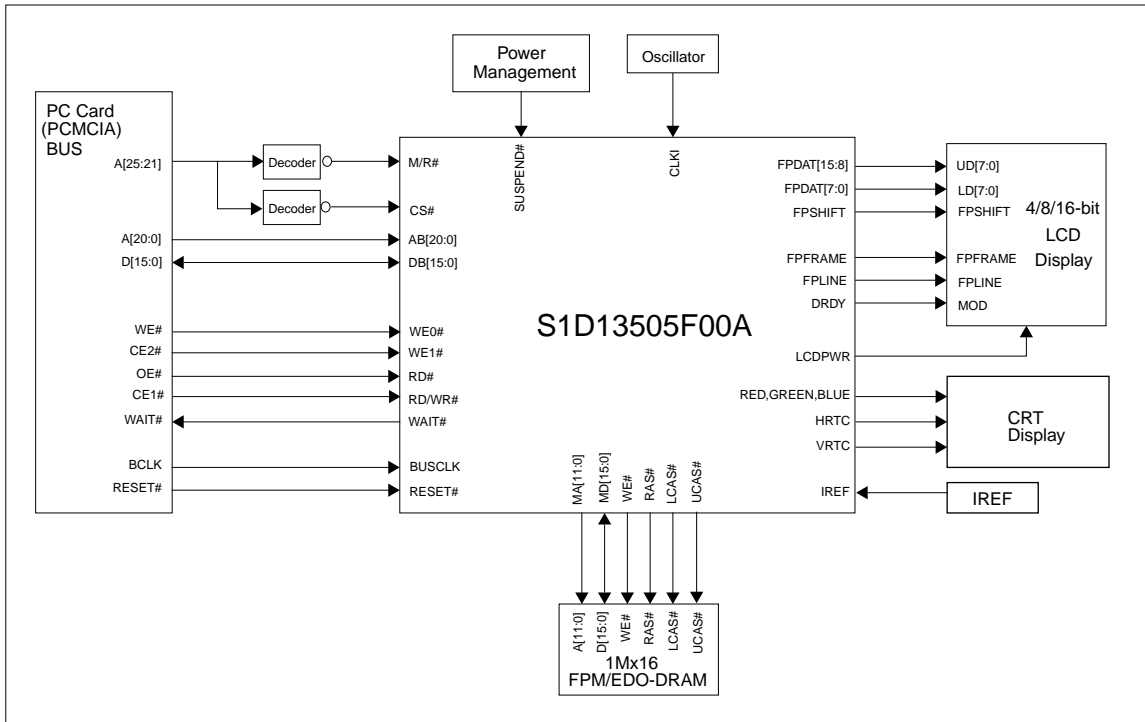 Power
Management
Oscillator
PC Card
(PCMCIA)
BUS
A[25:21]
Decoder
Decoder
A[20:0]
D[15:0]
WE#
CE2#
OE#
CE1#
WAIT#
BCLK
RESET#
SUSPEND#
CLKI
M/R#
CS#
AB[20:0]
DB[15:0]
WE0#
WE1#
RD#
RD/WR#
WAIT#
BUSCLK
RESET#
S1D13505F00A
FPDAT[15:8]
FPDAT[7:0]
FPSHIFT
FPFRAME
FPLINE
DRDY
LCDPWR
RED,GREEN,BLUE
HRTC
VRTC
IREF
UD[7:0]
LD[7:0]
FPSHIFT
FPFRAME
FPLINE
MOD
4/8/16-bit
LCD
Display
CRT
Display
IREF
MA[11:0]
MD[15:0]
WE#
RAS#
LCAS#
UCAS#
A[11:0]
D[15:0]
WE#
RAS#
LCAS#
UCAS#
1Mx16
FPM/EDO-DRAM